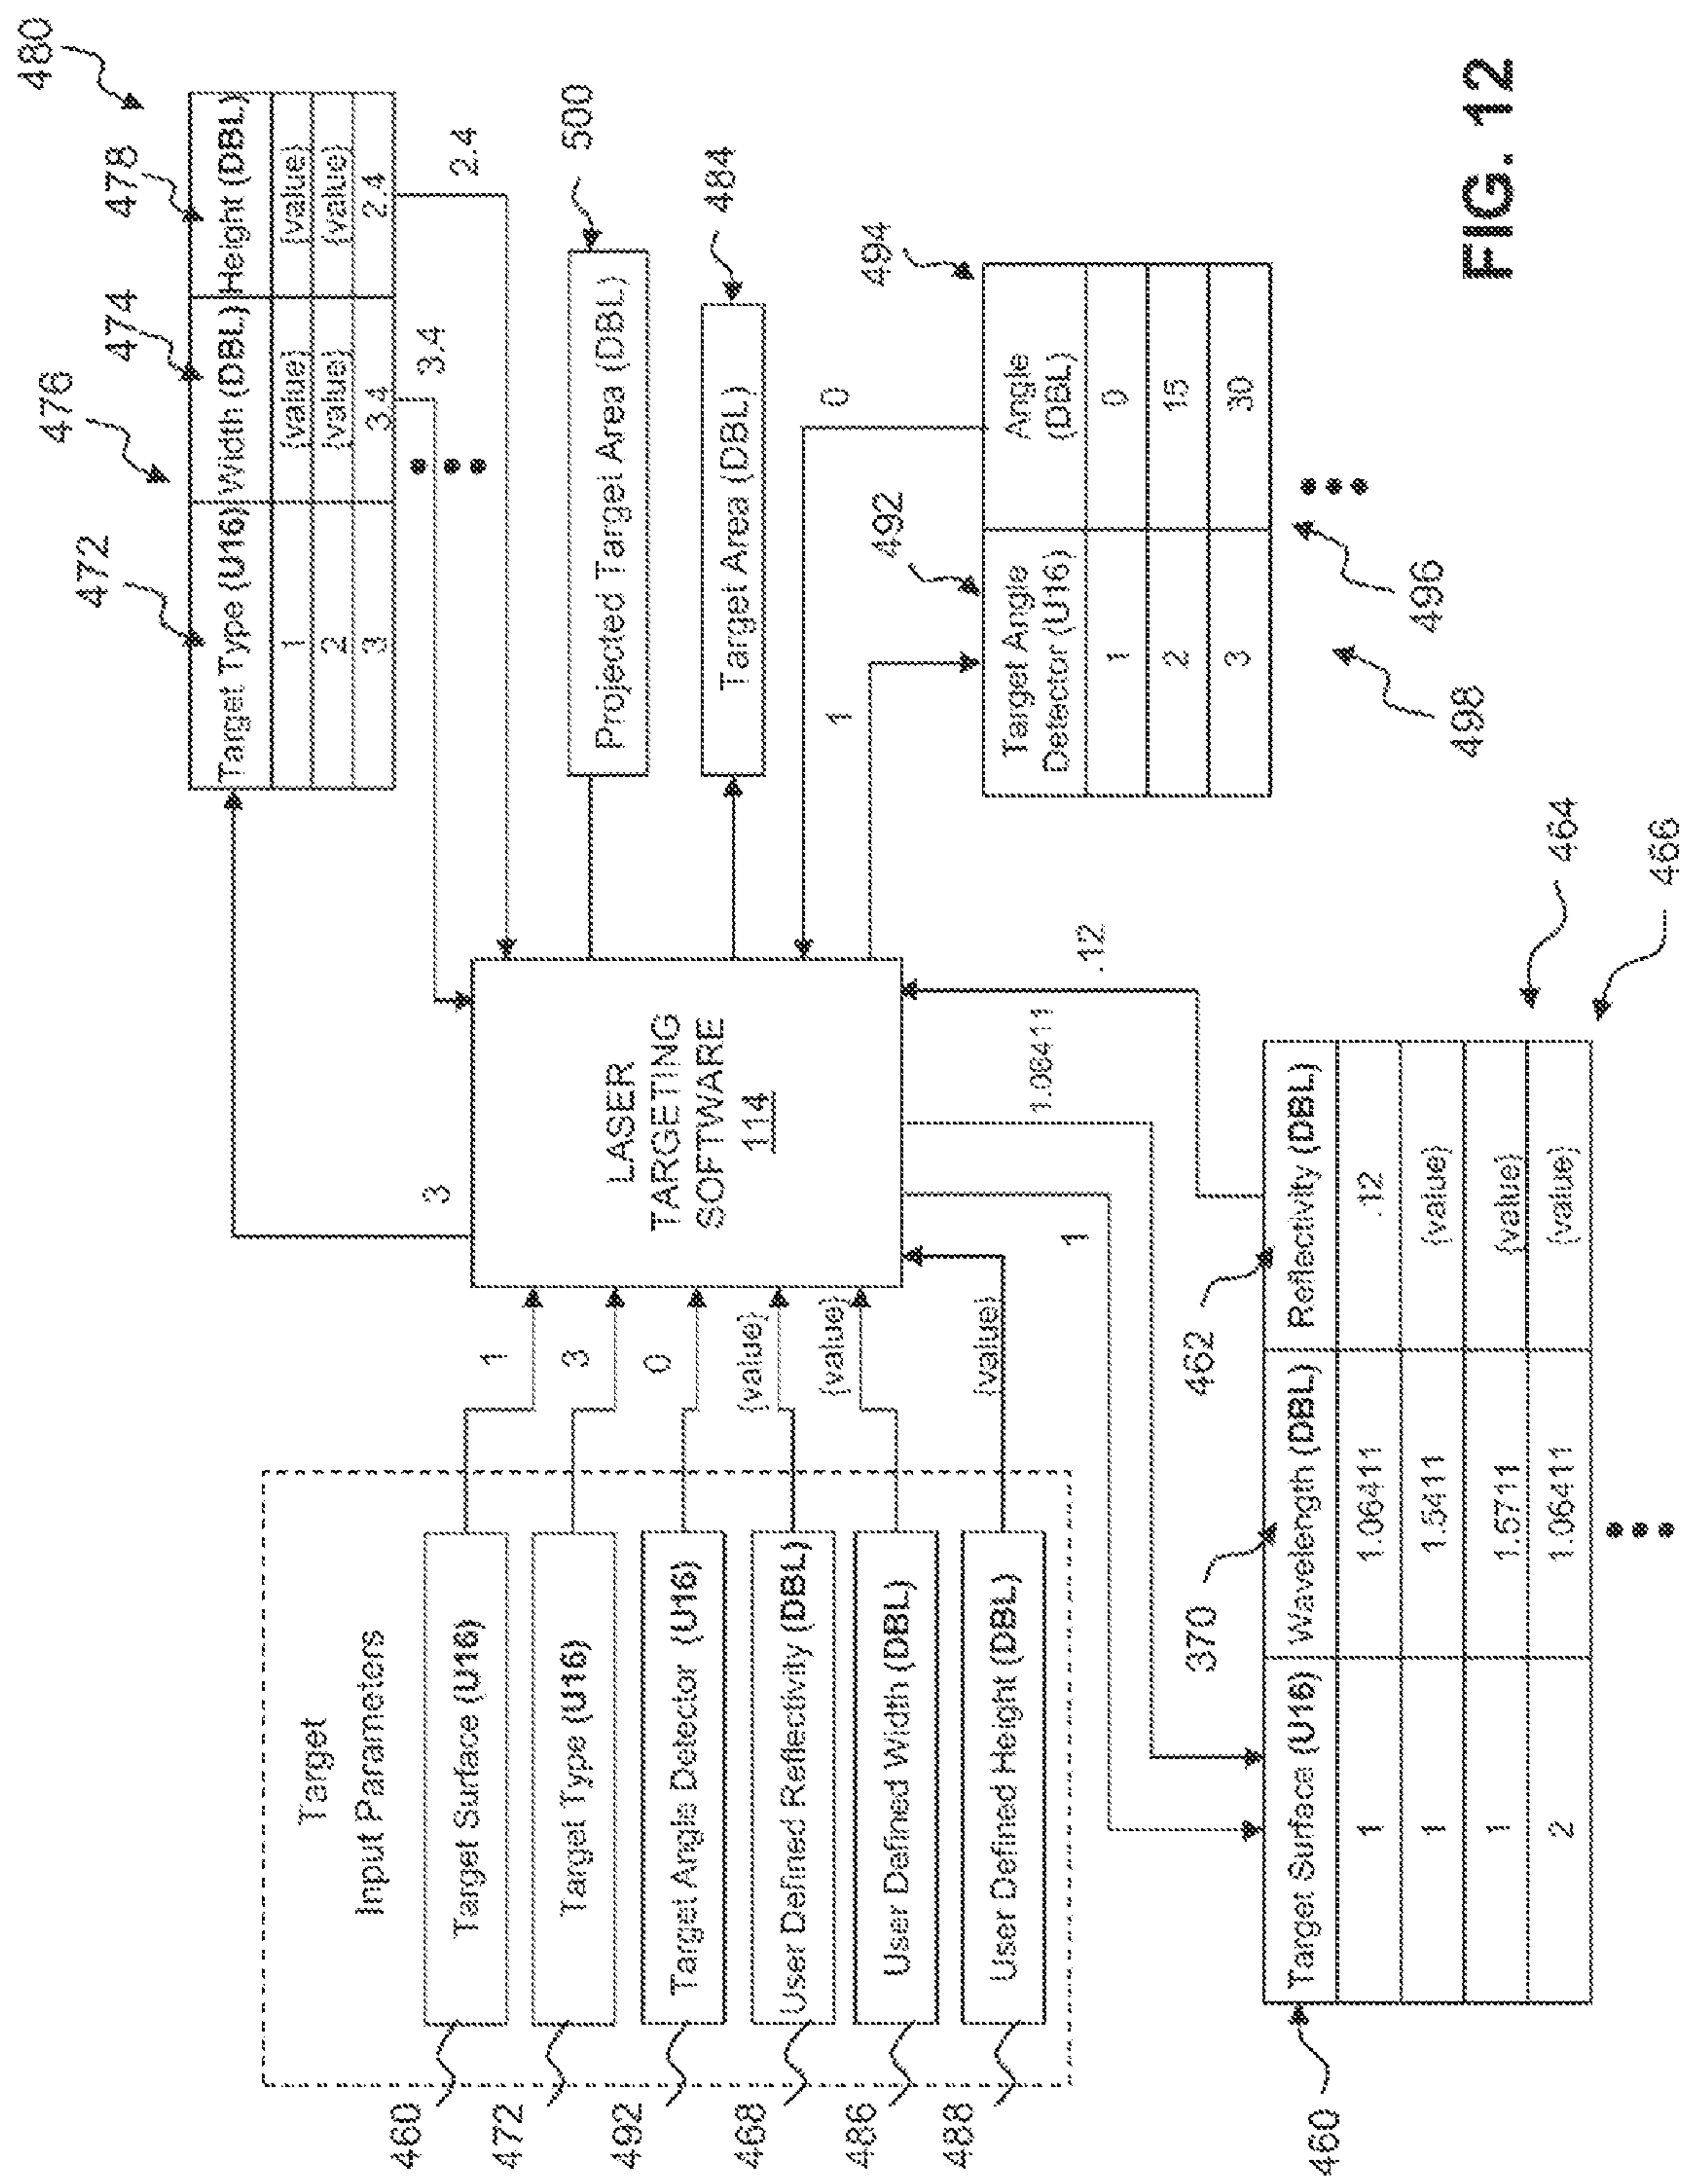 Target
Input Parameters
460
Target Surface (U16)
1
472
Target Type (U16)
3
492
Target Angle Detector (U16)
0
468
User Defined Reflectivity (DBL)
{value}
486
User Defined Width (DBL)
{value}
488
User Defined Height (DBL)
{value}
LASER
TARGETING
SOFTWARE
114
3
472
476
474
478
480
Target Type (U16) Width (DBL) Height (DBL)
1 {value} {value}
2 {value} {value}
3 3.4 2.4
3.4
2.4
Projected Target Area (DBL)
500
Target Area (DBL)
484
0
1
492
494
Target Angle
Detector (U16)
Angle
(DBL)
1 0
2 15
3 30
498
496
1
1.06411
.12
370
462
460
Target Surface (U16) Wavelength (DBL) Reflectivity (DBL)
1 1.06411 .12
1 1.5411 {value}
1 1.5711 {value}
2 1.06411 {value}
464
466
FIG. 12